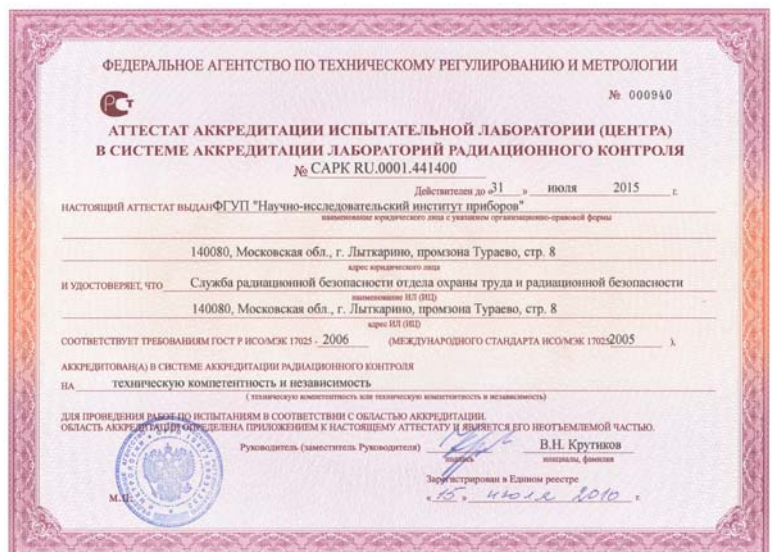 ФЕДЕРАЛЬНОЕ АГЕНТСТВО ПО ТЕХНИЧЕСКОМУ РЕГУЛИРОВАНИЮ И МЕТРОЛОГИИ
№ 000940
РСТ
АТТЕСТАТ АККРЕДИТАЦИИ ИСПЫТАТЕЛЬНОЙ ЛАБОРАТОРИИ (ЦЕНТРА)
В СИСТЕМЕ АККРЕДИТАЦИИ ЛАБОРАТОРИЙ РАДИАЦИОННОГО КОНТРОЛЯ
№ САРК RU.0001.441400
Действителен до «31 » июля 2015 г.
НАСТОЯЩИЙ АТТЕСТАТ ВЫДАН ФГУП "Научно-исследовательский институт приборов"
наименование юридического лица с указанием организационно-правовой формы
140080, Московская обл., г. Лыткарино, промзона Тураево, стр. 8
адрес юридического лица
И УДОСТОВЕРЯЕТ, ЧТО Служба радиационной безопасности отдела охраны труда и радиационной безопасности
наименование ИЛ (ИЦ)
140080, Московская обл., г. Лыткарино, промзона Тураево, стр. 8
адрес ИЛ (ИЦ)
СООТВЕТСТВУЕТ ТРЕБОВАНИЯМ ГОСТ Р ИСО/МЭК 17025 - 2006 (МЕЖДУНАРОДНОГО СТАНДАРТА ИСО/МЭК 17025 2005 ),
АККРЕДИТОВАН(А) В СИСТЕМЕ АККРЕДИТАЦИИ РАДИАЦИОННОГО КОНТРОЛЯ
НА техническую компетентность и независимость
( техническую компетентность или техническую компетентность и независимость)
ДЛЯ ПРОВЕДЕНИЯ РАБОТ ПО ИСПЫТАНИЯМ В СООТВЕТСТВИИ С ОБЛАСТЬЮ АККРЕДИТАЦИИ.
ОБЛАСТЬ АККРЕДИТАЦИИ ОПРЕДЕЛЕНА ПРИЛОЖЕНИЕМ К НАСТОЯЩЕМУ АТТЕСТАТУ И ЯВЛЯЕТСЯ ЕГО НЕОТЪЕМЛЕМОЙ ЧАСТЬЮ.
Руководитель (заместитель Руководителя) В.Н. Крутиков
подпись инициалы, фамилия
Зарегистрирован в Едином реестре
М.П. « 15 » июля 2010 г.